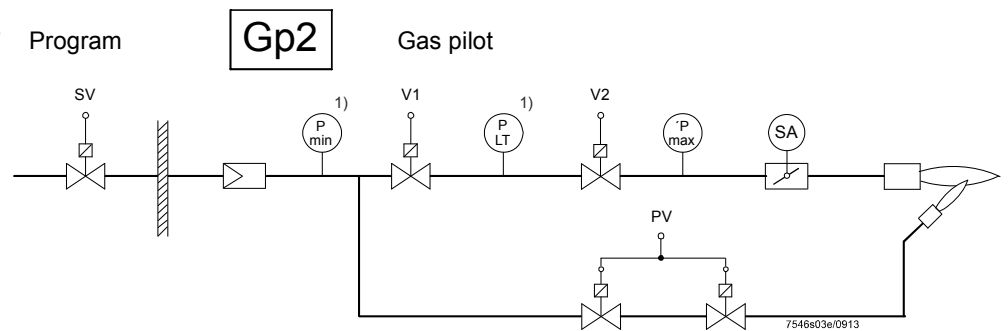 Program Gp2 Gas pilot
SV
1)
V1
1)
V2
P
min
P
LT
°P
max
SA
PV
7546s03e/0913